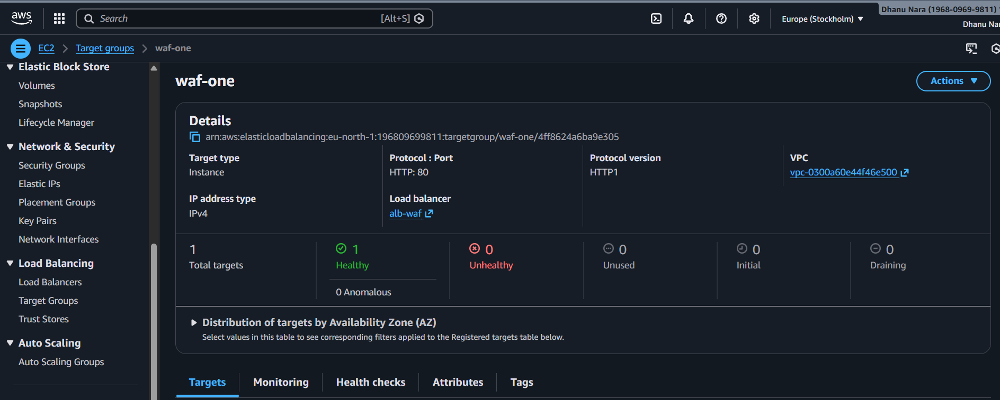 aws
Search
[Alt+S]
Europe (Stockholm)
Dhanu Nara (1968-0969-9811)
Dhanu Nar
EC2
Target groups
waf-one
Elastic Block Store
Volumes
Snapshots
Lifecycle Manager
Network & Security
Security Groups
Elastic IPs
Placement Groups
Key Pairs
Network Interfaces
Load Balancing
Load Balancers
Target Groups
Trust Stores
Auto Scaling
Auto Scaling Groups
waf-one
Actions
Details
arn:aws:elasticloadbalancing:eu-north-1:196809699811:targetgroup/waf-one/4ff8624a6ba9e305
Target type
Instance
Protocol : Port
HTTP: 80
Protocol version
HTTP1
VPC
vpc-0300a60e44f46e500
IP address type
IPv4
Load balancer
alb-waf
1
Total targets
1
Healthy
0 Anomalous
0
Unhealthy
0
Unused
0
Initial
0
Draining
Distribution of targets by Availability Zone (AZ)
Select values in this table to see corresponding filters applied to the Registered targets table below.
Targets
Monitoring
Health checks
Attributes
Tags